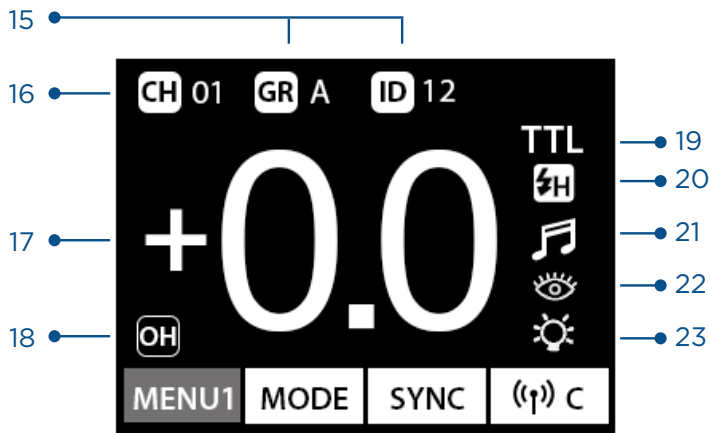 15
16 CH 01 GR A ID 12
TTL 19
H 20
17 +0.0 21
22
18 OH 23
MENU1 MODE SYNC C